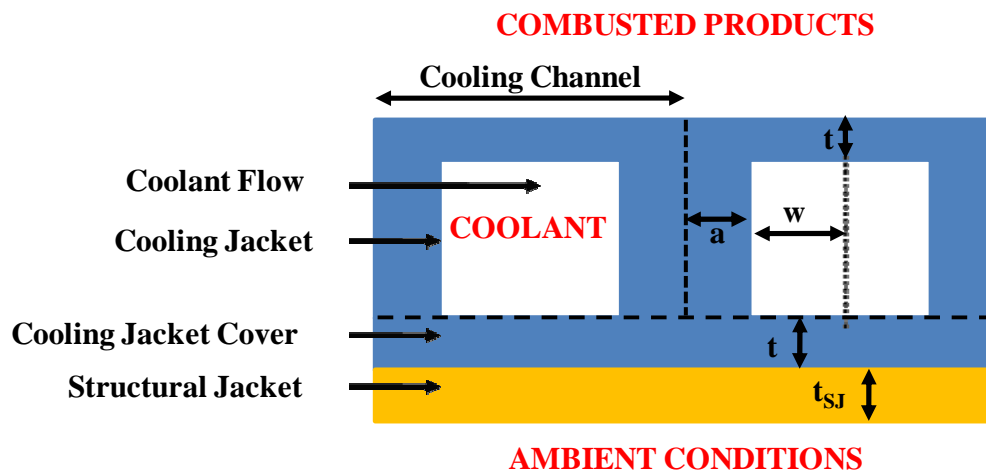 COMBUSTED PRODUCTS
Cooling Channel
t
Coolant Flow
w
COOLANT
a
Cooling Jacket
Cooling Jacket Cover
t
Structural Jacket
tSJ
AMBIENT CONDITIONS